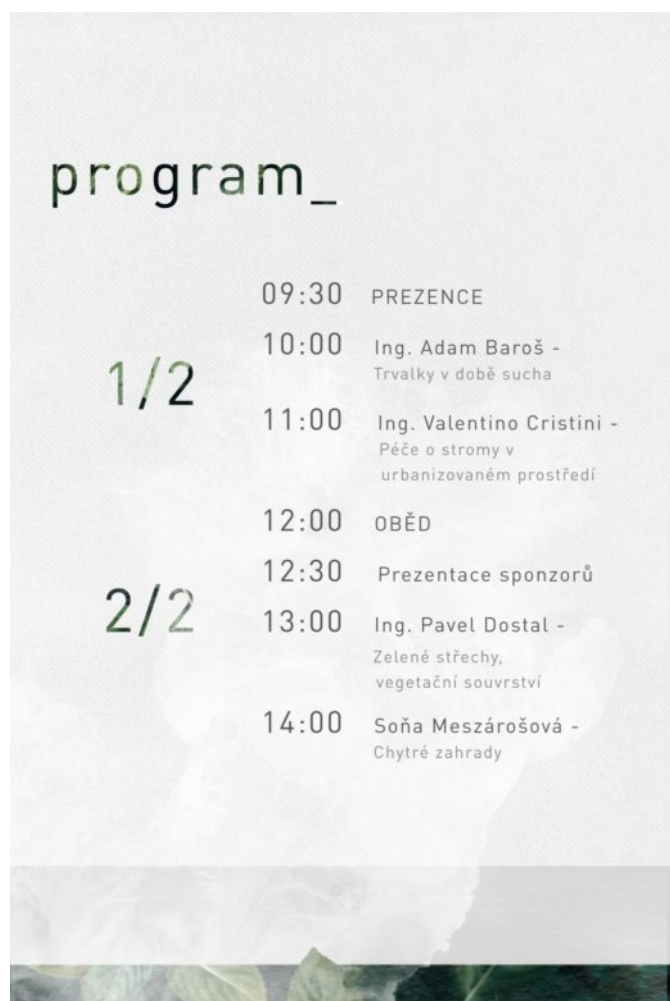 program_
09:30 PREZENCE
1/2
10:00 Ing. Adam Baroš -
Trvalky v době sucha
11:00 Ing. Valentino Cristini -
Péče o stromy v
urbanizovaném prostředí
12:00 OBĚD
2/2
12:30 Prezentace sponzorů
13:00 Ing. Pavel Dostal -
Zelené střechy,
vegetační souvrství
14:00 Soňa Meszárošová -
Chytré zahrady